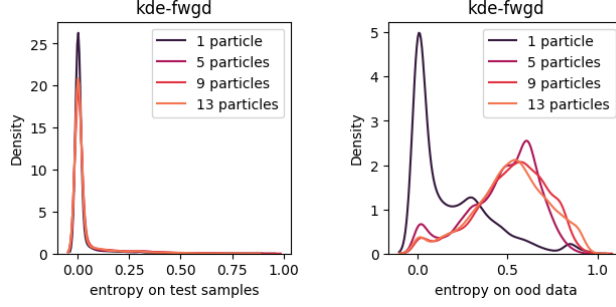 kde-fwgd
Density
25
20
15
10
5
0
0.00 0.25 0.50 0.75 1.00
entropy on test samples
1 particle
5 particles
9 particles
13 particles
kde-fwgd
Density
5
4
3
2
1
0
0.0 0.5 1.0
entropy on ood data
1 particle
5 particles
9 particles
13 particles